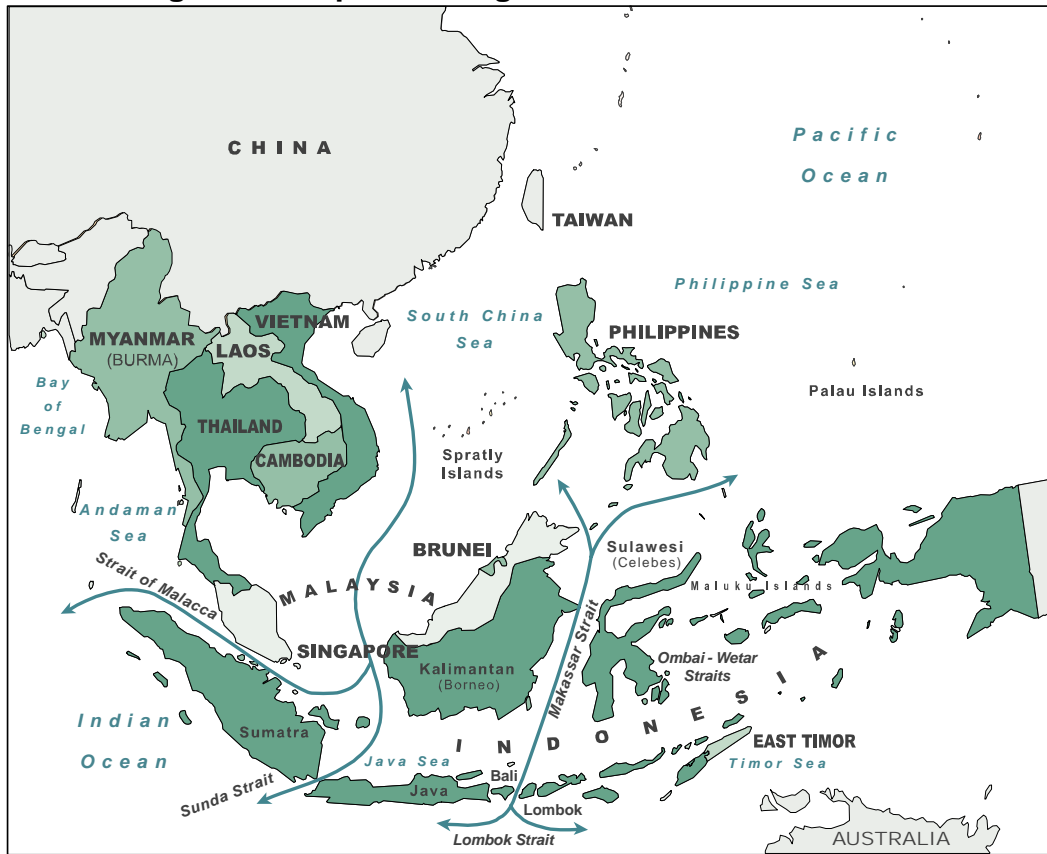 CHINA
Pacific
Ocean
TAIWAN
Philippine Sea
South China
Sea
VIETNAM
MYANMAR
(BURMA)
LAOS
PHILIPPINES
Bay
of
Bengal
Palau Islands
THAILAND
CAMBODIA
Spratly
Islands
Andaman
Sea
BRUNEI
Sulawesi
(Celebes)
Strait of Malacca
MALAYSIA
Maluku Islands
SINGAPORE
Kalimantan
(Borneo)
Makassar Strait
Ombai - Wetar
Straits
Indian
Ocean
Sumatra
INDONESIA
EAST TIMOR
Java Sea
Timor Sea
Bali
Sunda Strait
Java
Lombok
Lombok Strait
AUSTRALIA